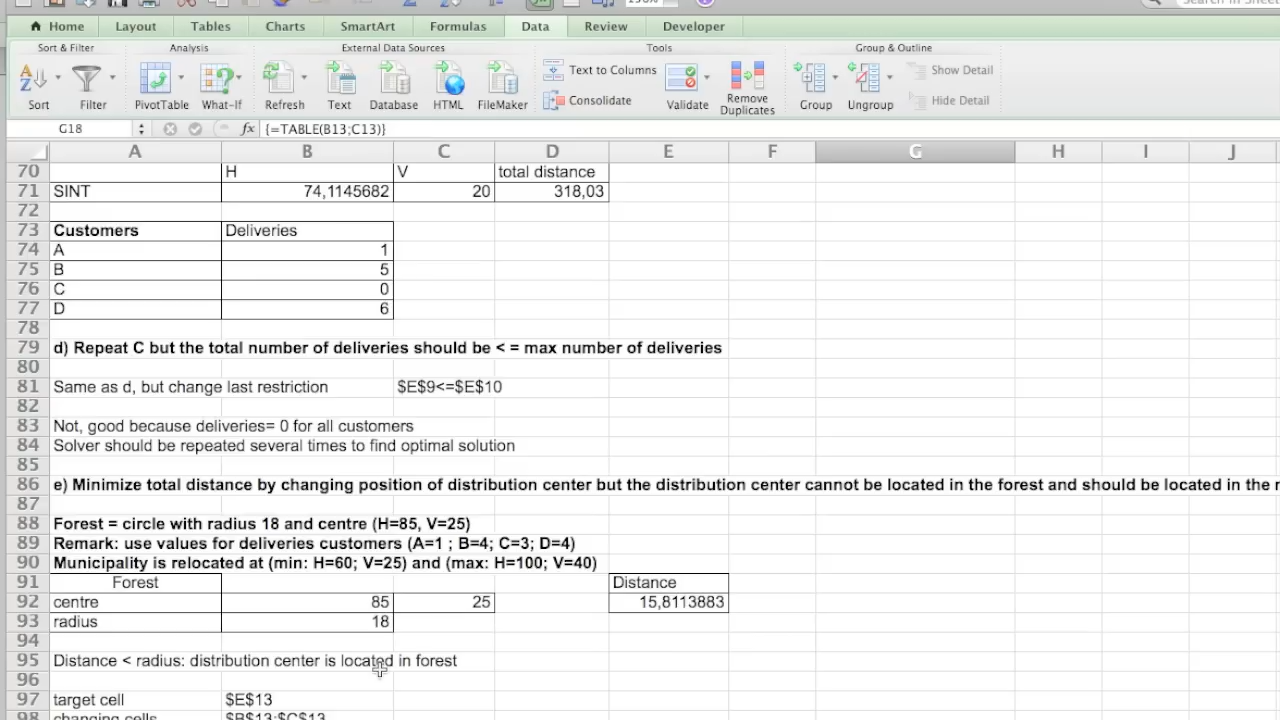 Home Layout Tables Charts SmartArt Formulas Data Review Developer
Sort & Filter Analysis External Data Sources Tools Group & Outline
Text to Columns Show Detail
Consolidate Hide Detail
Sort Filter PivotTable What-If Refresh Text Database HTML FileMaker Validate Remove Duplicates Group Ungroup
G18 fx {=TABLE(B13;C13)}
A B C D E F G H I J
70 H V total distance
71 SINT 74,1145682 20 318,03
72
73 Customers Deliveries
74 A 1
75 B 5
76 C 0
77 D 6
78
79 d) Repeat C but the total number of deliveries should be < = max number of deliveries
80
81 Same as d, but change last restriction $E$9<=$E$10
82
83 Not, good because deliveries= 0 for all customers
84 Solver should be repeated several times to find optimal solution
85
86 e) Minimize total distance by changing position of distribution center but the distribution center cannot be located in the forest and should be located in the
87
88 Forest = circle with radius 18 and centre (H=85, V=25)
89 Remark: use values for deliveries customers (A=1 ; B=4; C=3; D=4)
90 Municipality is relocated at (min: H=60; V=25) and (max: H=100; V=40)
91 Forest Distance
92 centre 85 25 15,8113883
93 radius 18
94
95 Distance < radius: distribution center is located in forest
96
97 target cell $E$13
98 changing cells $B$13:$C$13